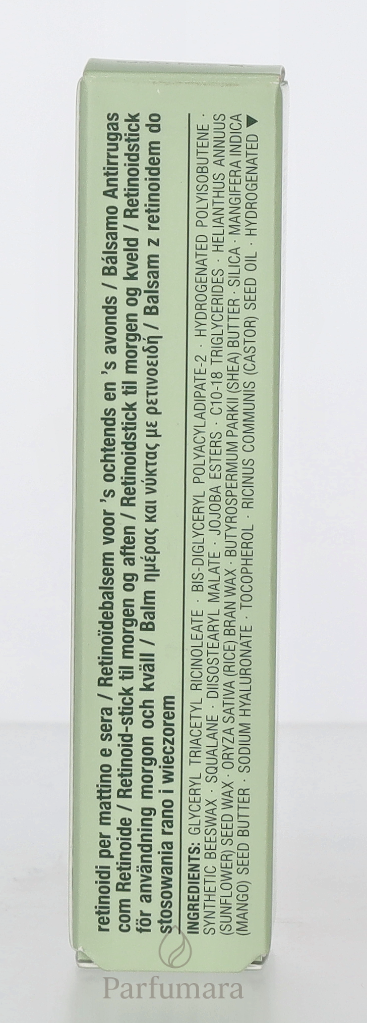 retinoidi per mattino e sera / Retinoïdebalsem voor 's ochtends en 's avonds / Bálsamo Antirrugas
com Retinoide / Retinoid-stick til morgen og aften / Retinoidstick til morgen og kveld / Retinoidstick
för användning morgon och kväll / Balm ημέρας και νύκτας με ρετινοειδή / Balsam z retinoidem do
stosowania rano i wieczorem
INGREDIENTS: GLYCERYL TRIACETYL RICINOLEATE · BIS-DIGLYCERYL POLYACYLADIPATE-2 · HYDROGENATED POLYISOBUTENE ·
SYNTHETIC BEESWAX · SQUALANE · DIISOSTEARYL MALATE · JOJOBA ESTERS · C10-18 TRIGLYCERIDES · HELIANTHUS ANNUUS
(SUNFLOWER) SEED WAX · ORYZA SATIVA (RICE) BRAN WAX · BUTYROSPERMUM PARKII (SHEA) BUTTER · SILICA · MANGIFERA INDICA
(MANGO) SEED BUTTER · SODIUM HYALURONATE · TOCOPHEROL · RICINUS COMMUNIS (CASTOR) SEED OIL · HYDROGENATED ▼
Parfumara